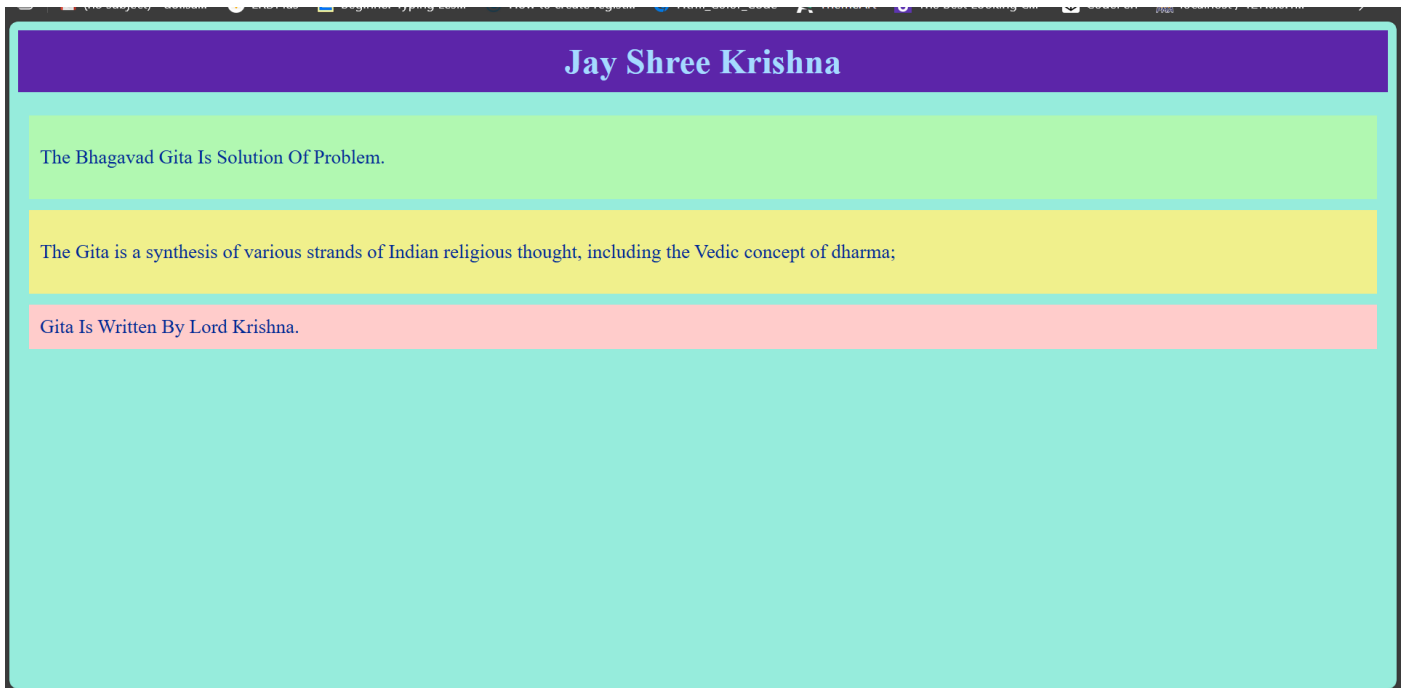 Jay Shree Krishna
The Bhagavad Gita Is Solution Of Problem.
The Gita is a synthesis of various strands of Indian religious thought, including the Vedic concept of dharma;
Gita Is Written By Lord Krishna.